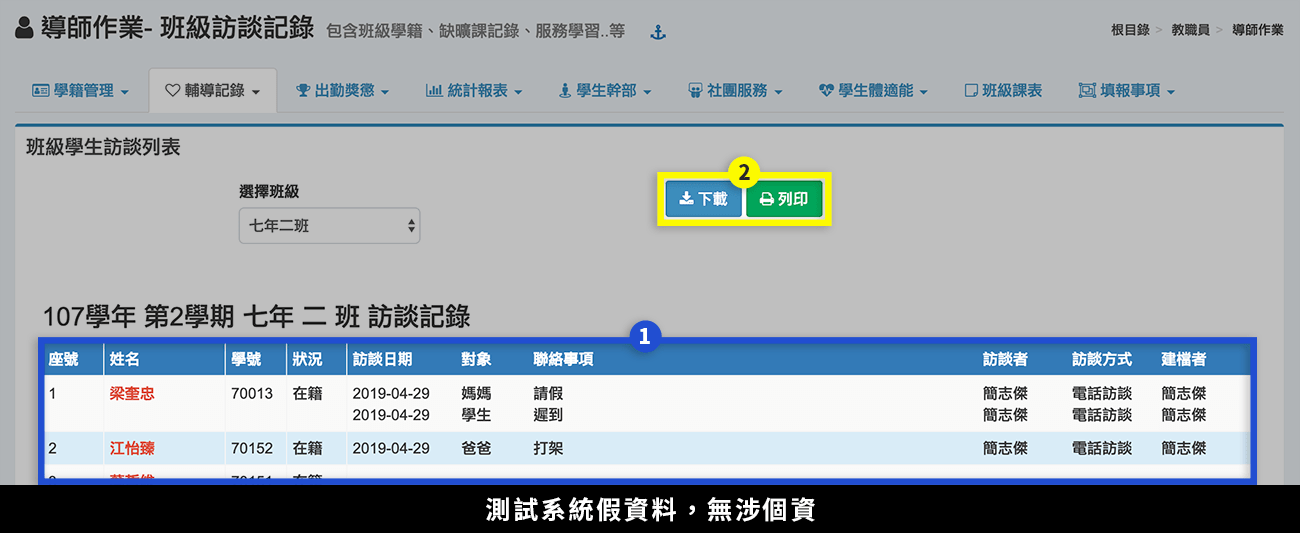 導師作業- 班級訪談記錄 包含班級學籍、缺曠課記錄、服務學習..等
根目錄 > 教職員 > 導師作業
學籍管理 輔導記錄 出勤獎懲 統計報表 學生幹部 社團服務 學生體適能 班級課表 填報事項
班級學生訪談列表
2
選擇班級
下載 列印
七年二班
107學年 第2學期 七年 二 班 訪談記錄
1
座號 姓名 學號 狀況 訪談日期 對象 聯絡事項 訪談者 訪談方式 建檔者
1 梁奎忠 70013 在籍 2019-04-29 媽媽 請假 簡志傑 電話訪談 簡志傑
2019-04-29 學生 遲到 簡志傑 電話訪談 簡志傑
2 江怡臻 70152 在籍 2019-04-29 爸爸 打架 簡志傑 電話訪談 簡志傑
測試系統假資料，無涉個資